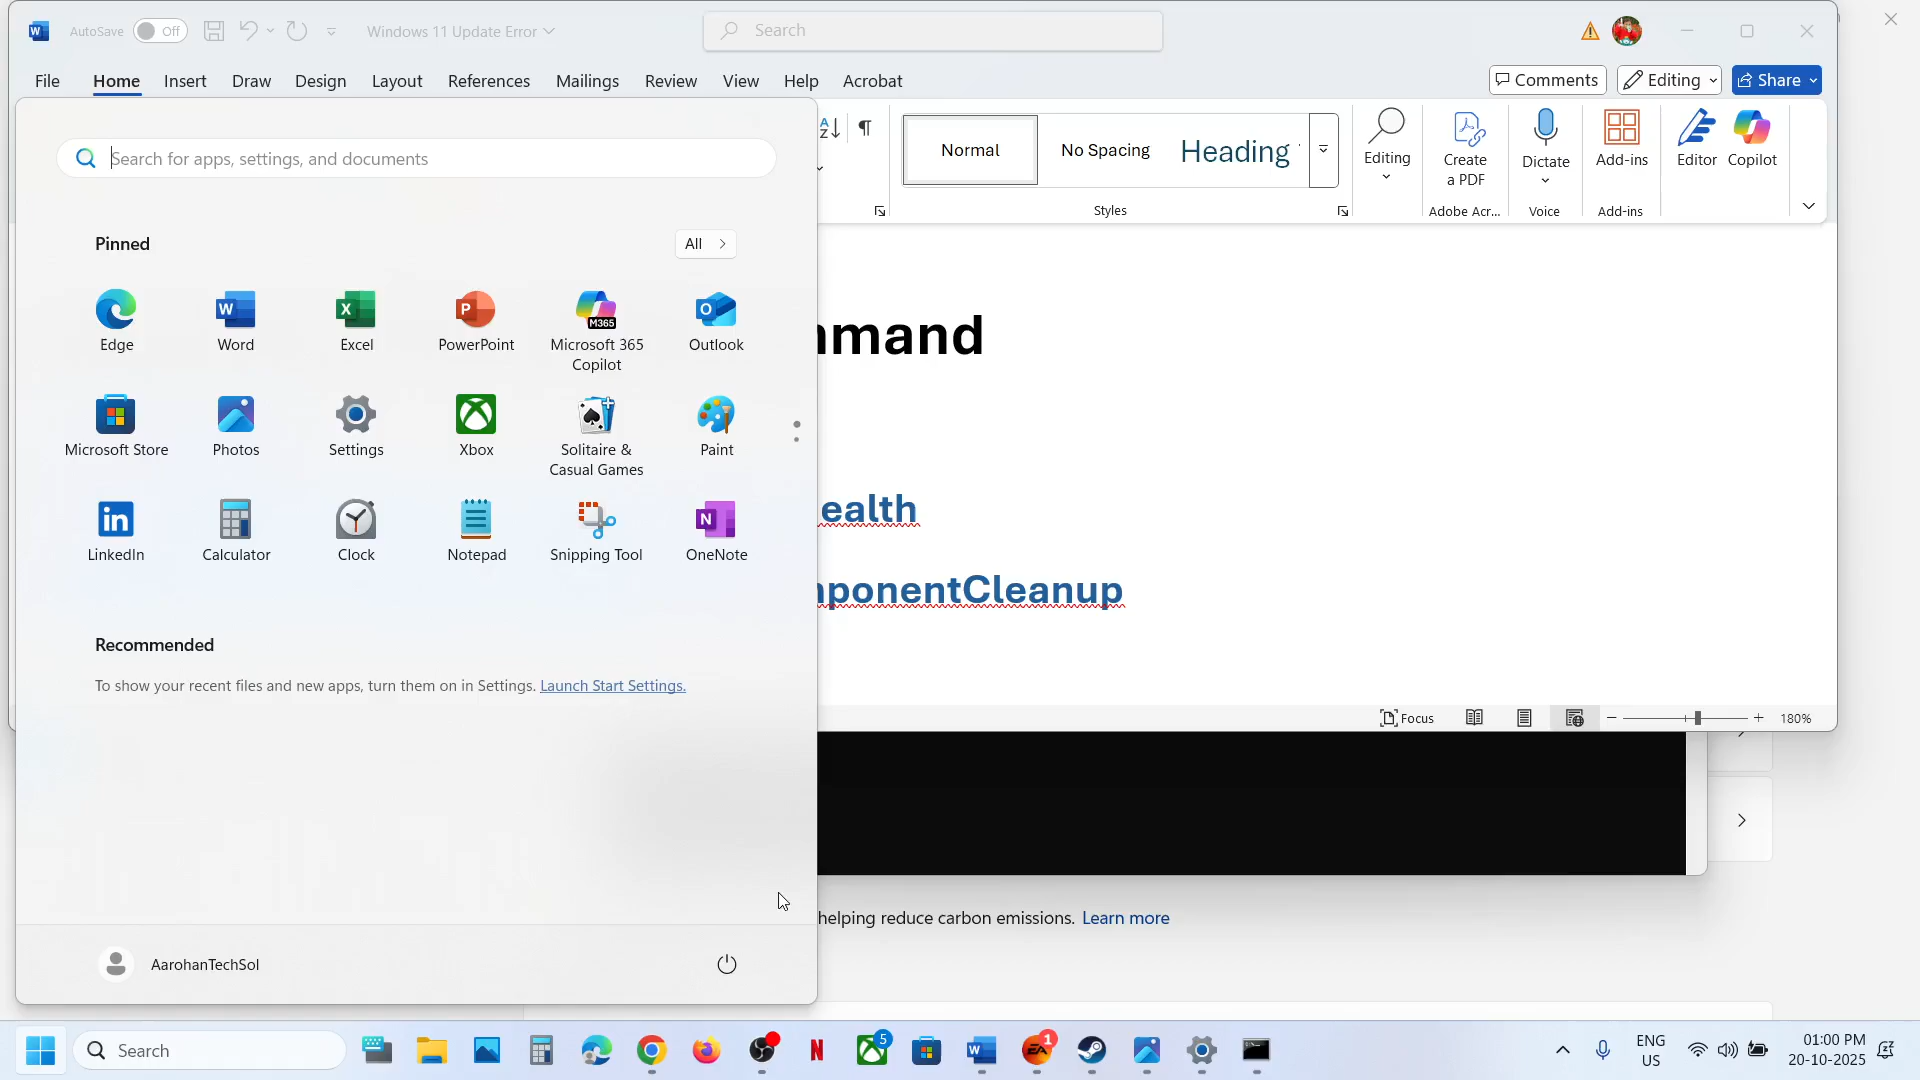 AutoSave Off Windows 11 Update Error Search
File Home Insert Draw Design Layout References Mailings Review View Help Acrobat Comments Editing Share
Search for apps, settings, and documents
Pinned All
Edge Word Excel PowerPoint Microsoft 365 Copilot Outlook
Microsoft Store Photos Settings Xbox Solitaire & Casual Games Paint
LinkedIn Calculator Clock Notepad Snipping Tool OneNote
Recommended
To show your recent files and new apps, turn them on in Settings. Launch Start Settings.
AarohanTechSol
Normal No Spacing Heading
Styles
Editing
Create a PDF
Adobe Acr...
Dictate
Voice
Add-ins
Add-ins
Editor
Copilot
mmand
ealth
ponentCleanup
Focus 180%
helping reduce carbon emissions. Learn more
Search 5 1 ENG US 01:00 PM
20-10-2025